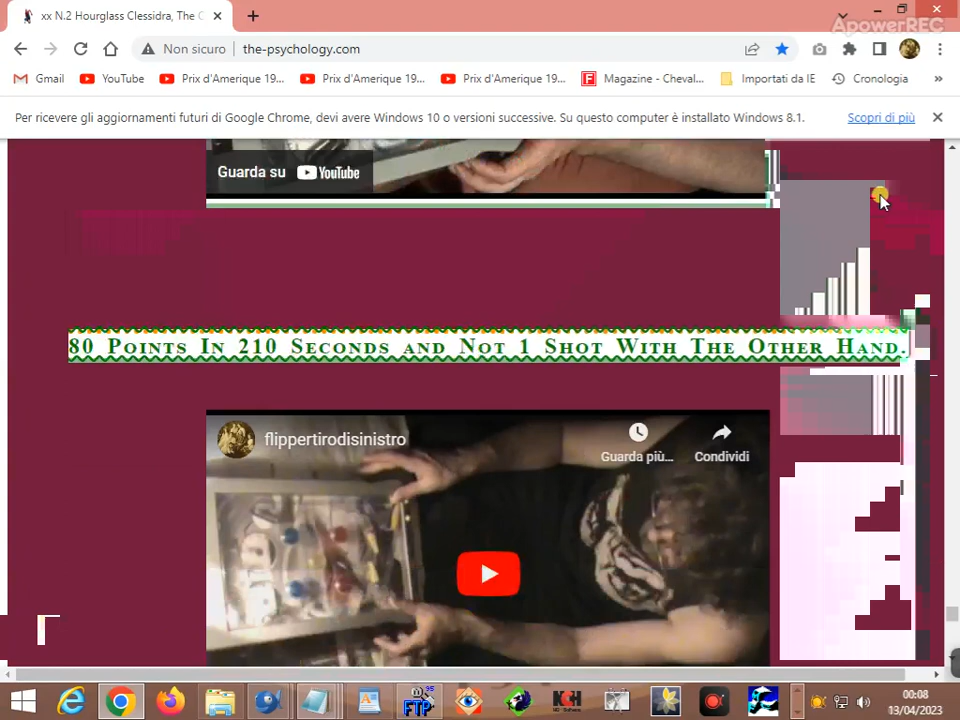 xx N.2 Hourglass Clessidra, The C
ApowerREC
Non sicuro
the-psychology.com
Gmail
YouTube
Prix d'Amerique 19...
Prix d'Amerique 19...
Prix d'Amerique 19...
Magazine - Cheval...
Importati da IE
Cronologia
»
Per ricevere gli aggiornamenti futuri di Google Chrome, devi avere Windows 10 o versioni successive. Su questo computer è installato Windows 8.1.
Scopri di più
Guarda su YouTube
80 Points In 210 Seconds and Not 1 Shot With The Other Hand.
flippertirodisinistro
Guarda più...
Condividi
FTP
95
NCH
00:08
13/04/2023